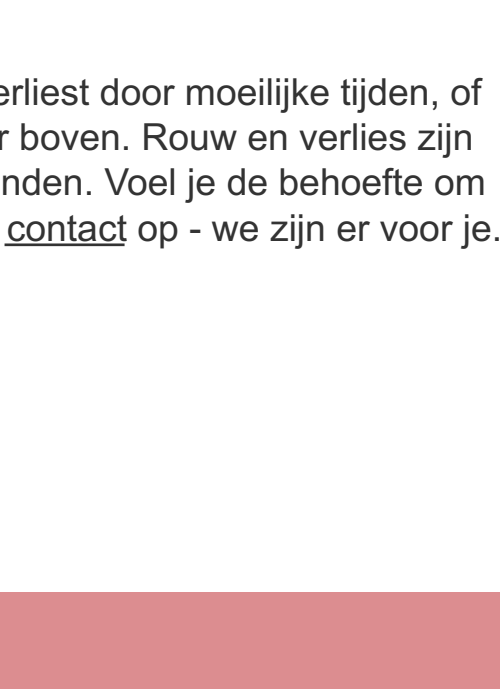 erliest door moeilijke tijden, of
r boven. Rouw en verlies zijn
nden. Voel je de behoefte om
contact op - we zijn er voor je.